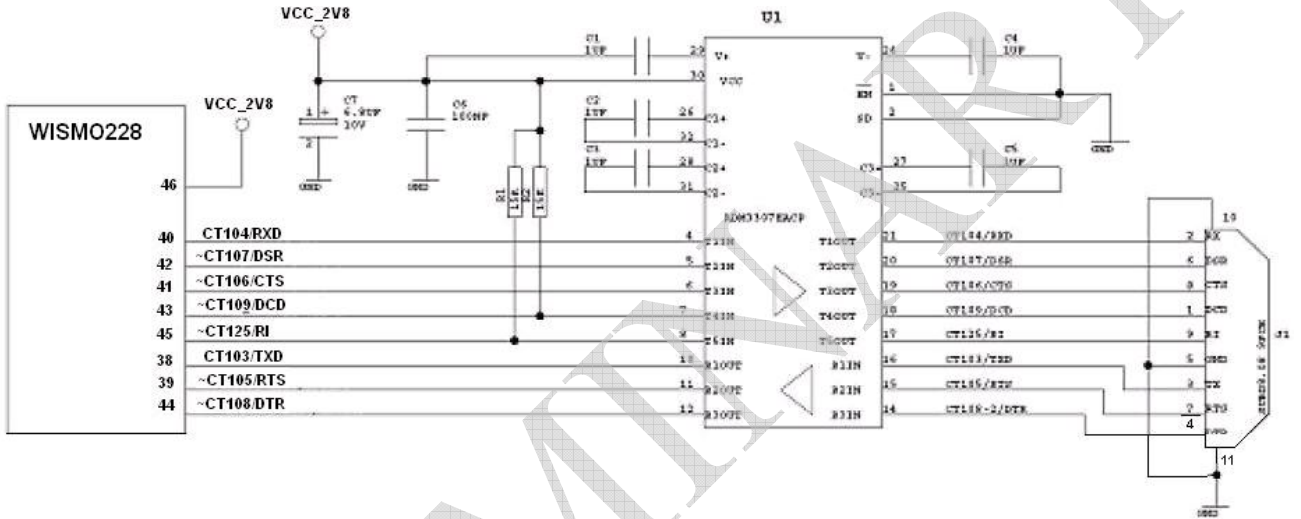 VCC_2V8
U1
C1
1UF
29
V+
30
VCC
C4
1UF
1
2
SD
GND
VCC_2V8
WISMO228
46
C7
10V
1
+
2
GND
C6
100NF
GND
C2
1UF
26
C1+
C1-
C3
1UF
28
C2+
31
C2-
27
C3+
25
C3-
C5
1UF
R1
R2
15K
40
CT104/RXD
4
T1IN
T1OUT
21
CT104/RXD
2
RX
42
~CT107/DSR
5
T2IN
T2OUT
20
CT107/DSR
6
DSR
41
~CT106/CTS
6
T3IN
T3OUT
19
CT106/CTS
8
CTS
43
~CT109/DCD
7
T4IN
T4OUT
18
CT109/DCD
1
DCD
45
~CT125/RI
8
T5IN
T5OUT
17
CT125/RI
9
RI
38
CT103/TXD
10
R1OUT
R1IN
16
CT103/TXD
5
GND
39
~CT105/RTS
11
R2OUT
R2IN
15
CT105/RTS
3
TX
44
~CT108/DTR
12
R3OUT
R3IN
14
CT108-2/DTR
7
RTS
4
10
J1
11
GND